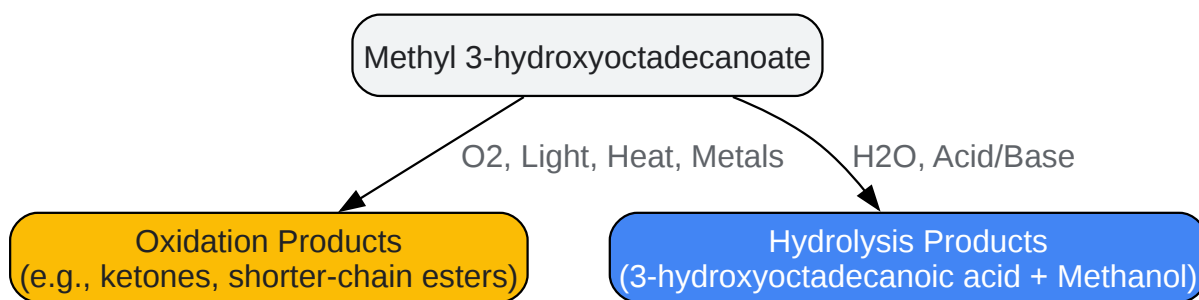 Methyl 3-hydroxyoctadecanoate
O2, Light, Heat, Metals
H2O, Acid/Base
Oxidation Products
(e.g., ketones, shorter-chain esters)
Hydrolysis Products
(3-hydroxyoctadecanoic acid + Methanol)